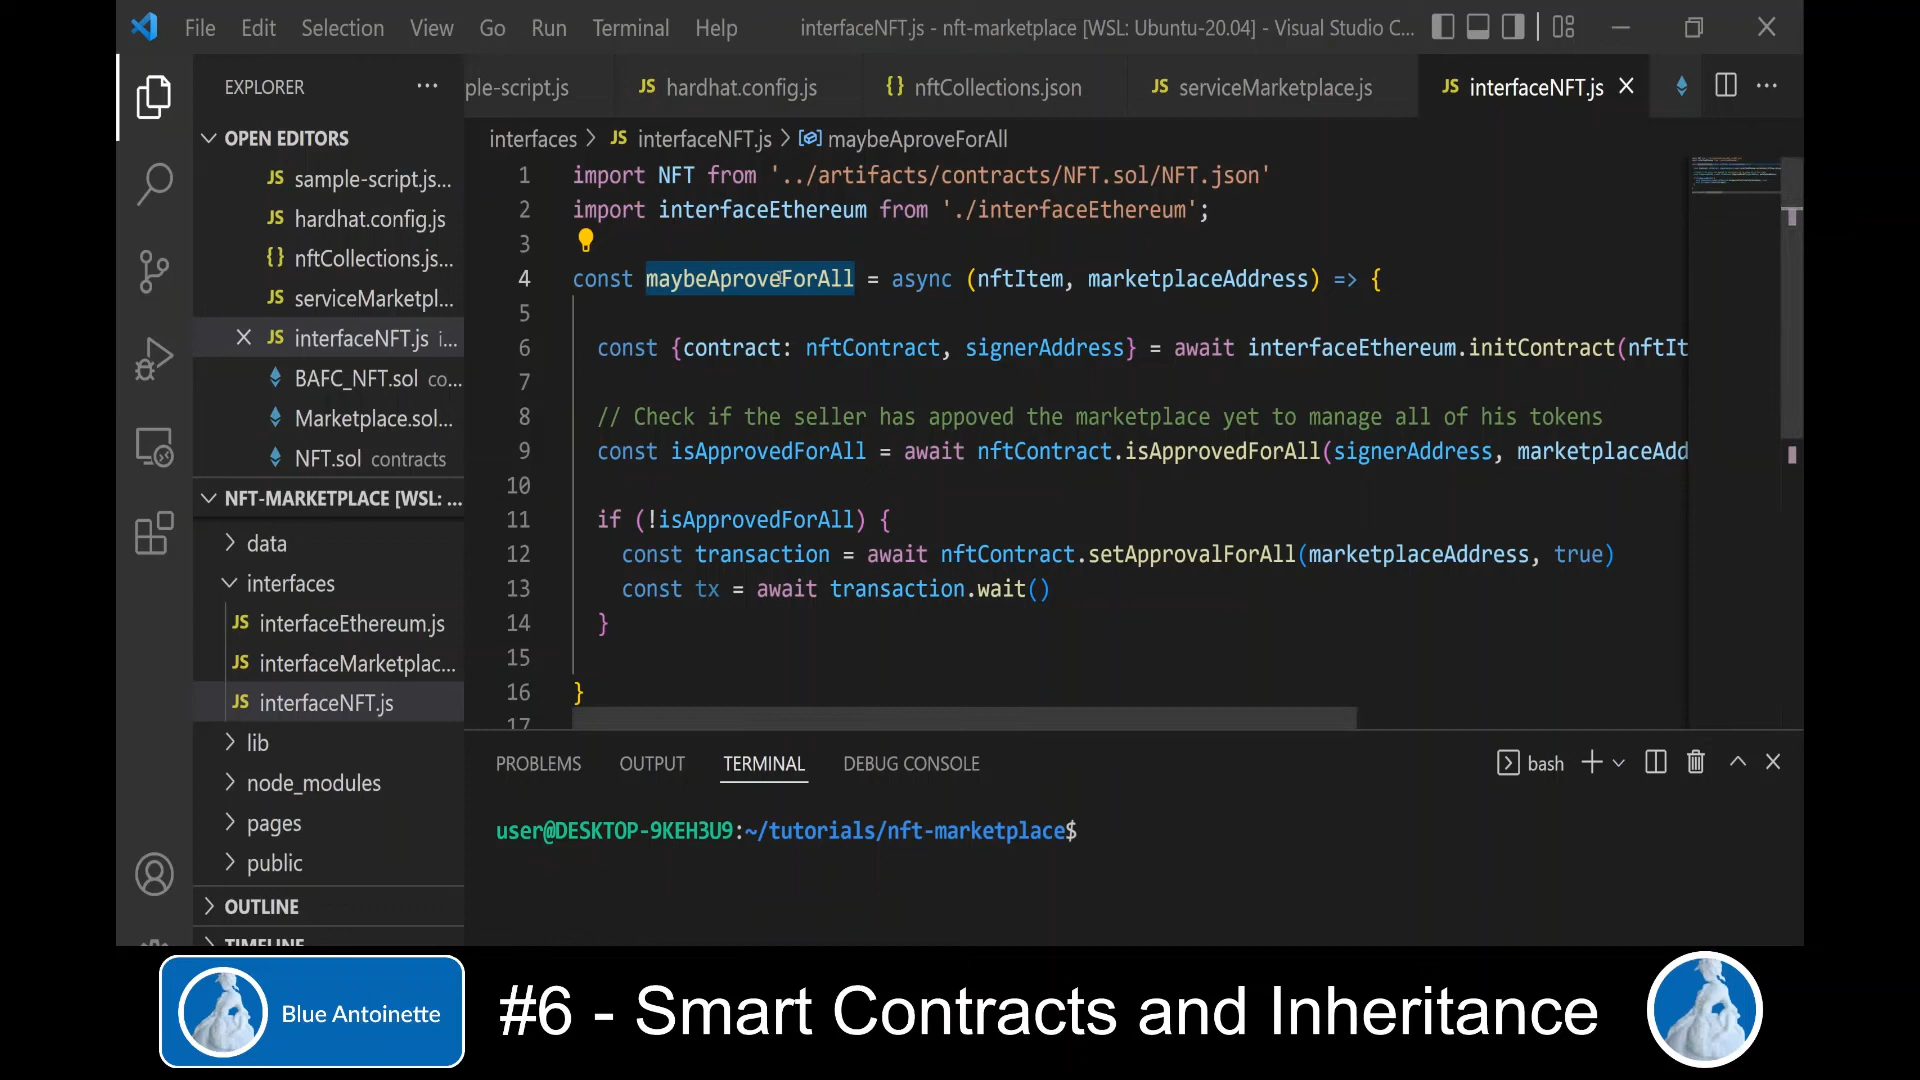 File Edit Selection View Go Run Terminal Help interfaceNFT.js - nft-marketplace [WSL: Ubuntu-20.04] - Visual Studio C...
EXPLORER ...
ple-script.js JS hardhat.config.js {} nftCollections.json JS serviceMarketplace.js JS interfaceNFT.js
OPEN EDITORS
JS sample-script.js...
JS hardhat.config.js
{} nftCollections.js...
JS serviceMarketpl...
JS interfaceNFT.js i...
BAFC_NFT.sol co...
Marketplace.sol...
NFT.sol contracts
NFT-MARKETPLACE [WSL: ...
data
interfaces
JS interfaceEthereum.js
JS interfaceMarketplac...
JS interfaceNFT.js
lib
node_modules
pages
public
OUTLINE
TIMELINE
interfaces > JS interfaceNFT.js > maybeAproveForAll
1 import NFT from '../artifacts/contracts/NFT.sol/NFT.json'
2 import interfaceEthereum from './interfaceEthereum';
3
4 const maybeAproveForAll = async (nftItem, marketplaceAddress) => {
5
6 const {contract: nftContract, signerAddress} = await interfaceEthereum.initContract(nftIt
7
8 // Check if the seller has appoved the marketplace yet to manage all of his tokens
9 const isApprovedForAll = await nftContract.isApprovedForAll(signerAddress, marketplaceAdd
10
11 if (!isApprovedForAll) {
12 const transaction = await nftContract.setApprovalForAll(marketplaceAddress, true)
13 const tx = await transaction.wait()
14 }
15
16 }
17
PROBLEMS OUTPUT TERMINAL DEBUG CONSOLE bash
user@DESKTOP-9KEH3U9:~/tutorials/nft-marketplace$
Blue Antoinette
#6 - Smart Contracts and Inheritance